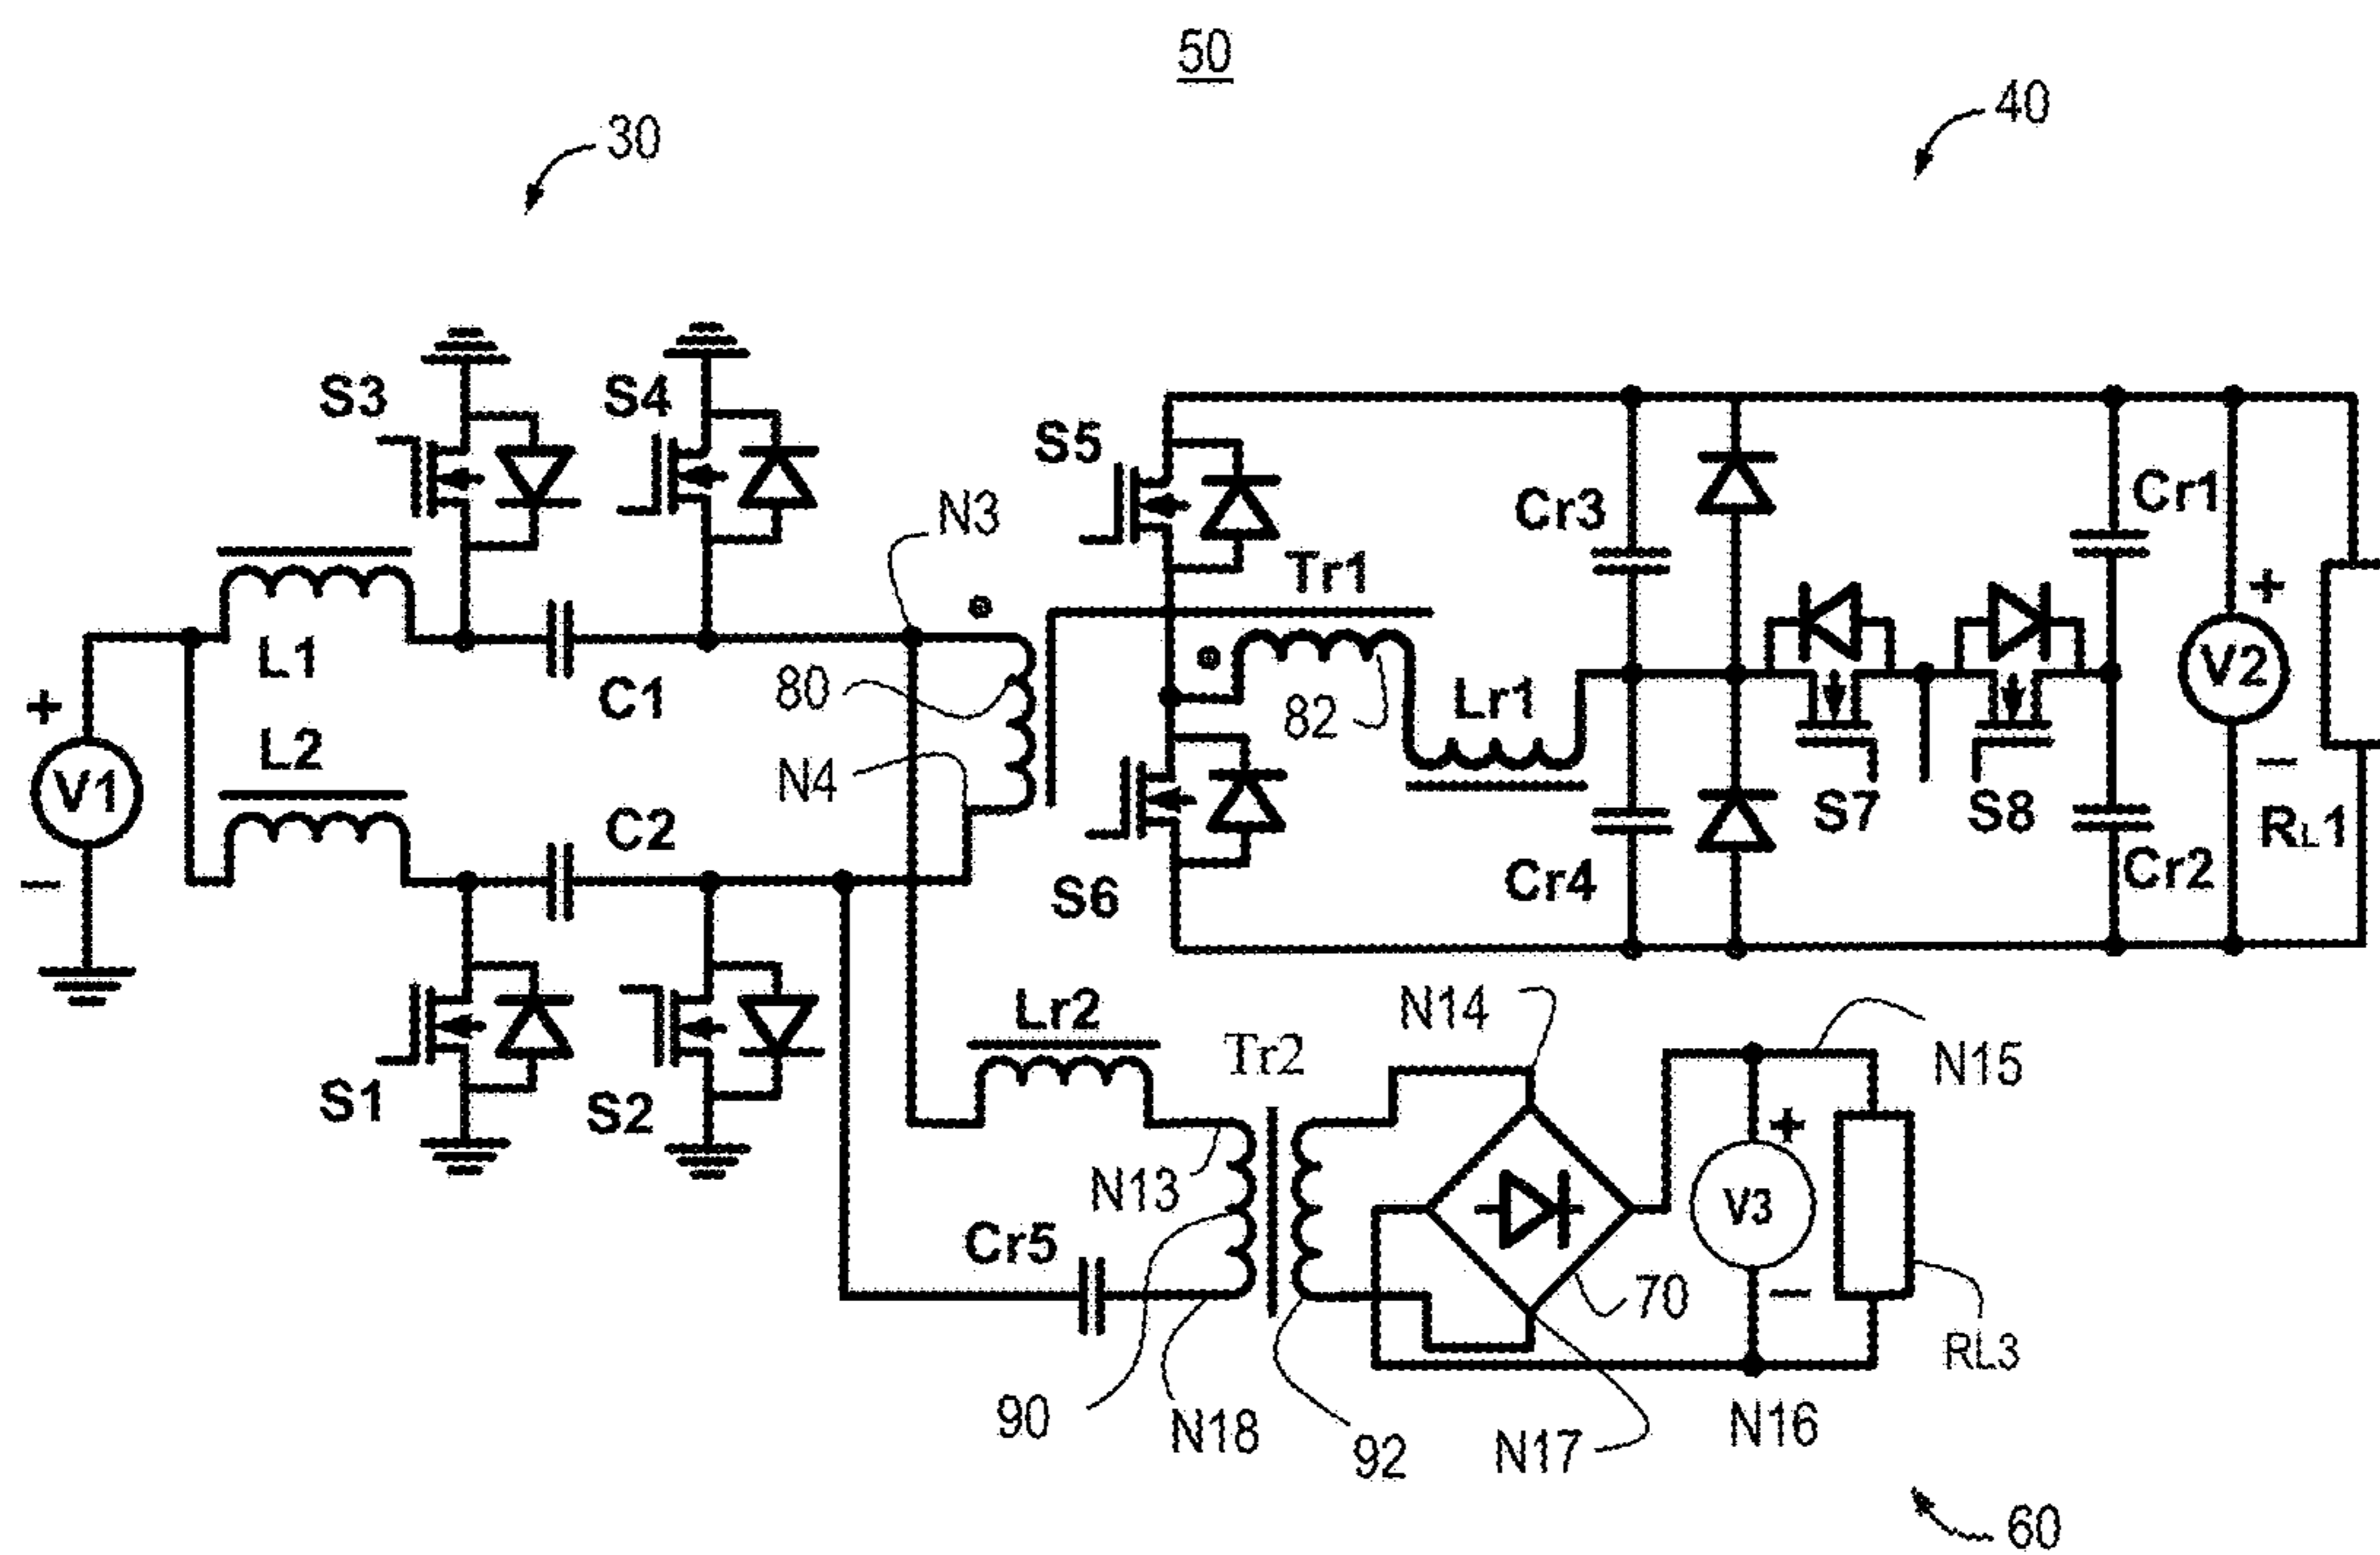 50
30
40
S3
S4
S5
N3
Cr3
Cr1
Tr1
L1
80
C1
82
Lr1
V2
+
+
L2
N4
V1
C2
S7
S8
−
RL1
−
S6
Cr4
Cr2
Lr2
Tr2
N14
N15
S1
S2
N13
+
V3
Cr5
70
−
RL3
90
N18
92
N17
N16
60